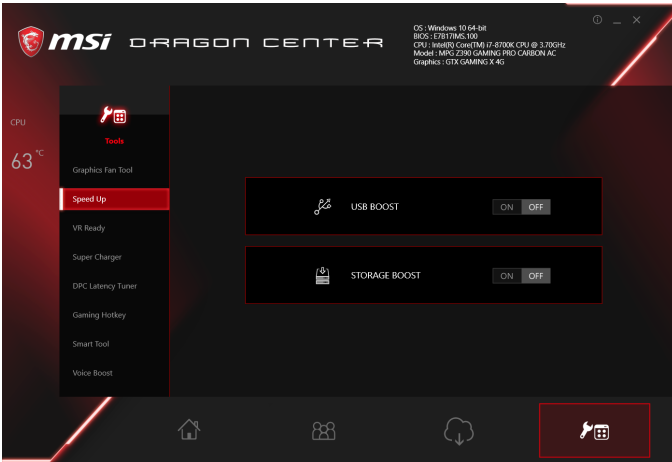 msi DRAGON CENTER
OS : Windows 10 64-bit
BIOS : E7B17IMS.100
CPU : Intel(R) Core(TM) i7-8700K CPU @ 3.70GHz
Model : MPG Z390 GAMING PRO CARBON AC
Graphics : GTX GAMING X 4G
CPU
63 °C
Tools
Graphics Fan Tool
Speed Up
VR Ready
Super Charger
DPC Latency Tuner
Gaming Hotkey
Smart Tool
Voice Boost
USB BOOST ON OFF
STORAGE BOOST ON OFF